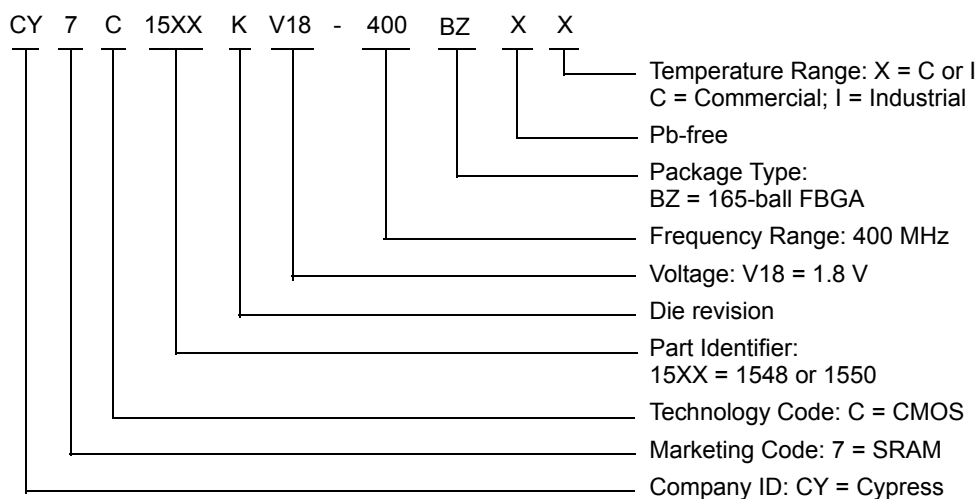 CY 7 C 15XX K V18 - 400 BZ X X
Temperature Range: X = C or I
C = Commercial; I = Industrial
Pb-free
Package Type:
BZ = 165-ball FBGA
Frequency Range: 400 MHz
Voltage: V18 = 1.8 V
Die revision
Part Identifier:
15XX = 1548 or 1550
Technology Code: C = CMOS
Marketing Code: 7 = SRAM
Company ID: CY = Cypress